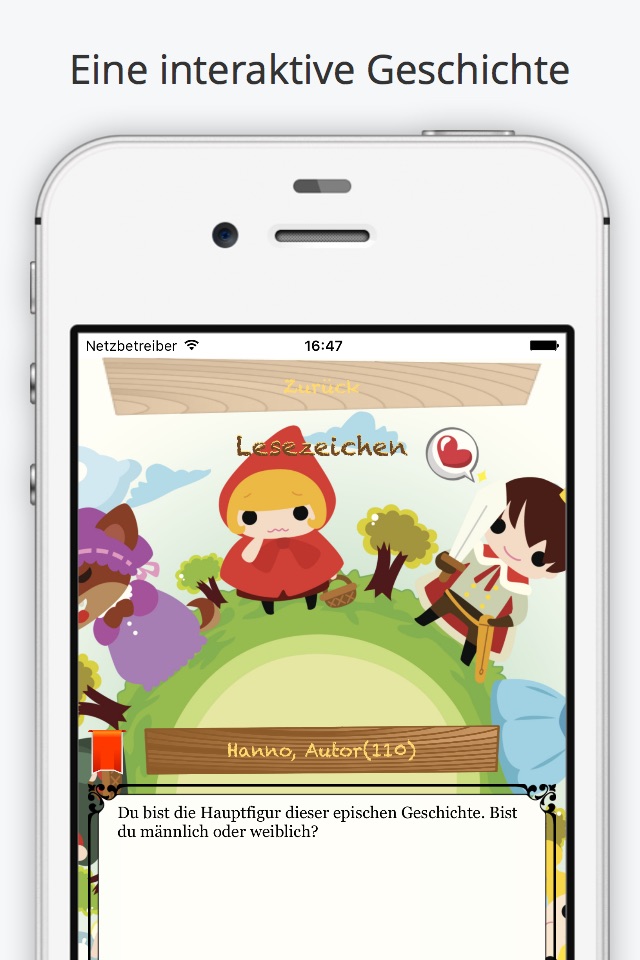 Eine interaktive Geschichte
Netzbetreiber 16:47
Zurück
Lesezeichen
Hanno, Autor(110)
Du bist die Hauptfigur dieser epischen Geschichte. Bist
du männlich oder weiblich?